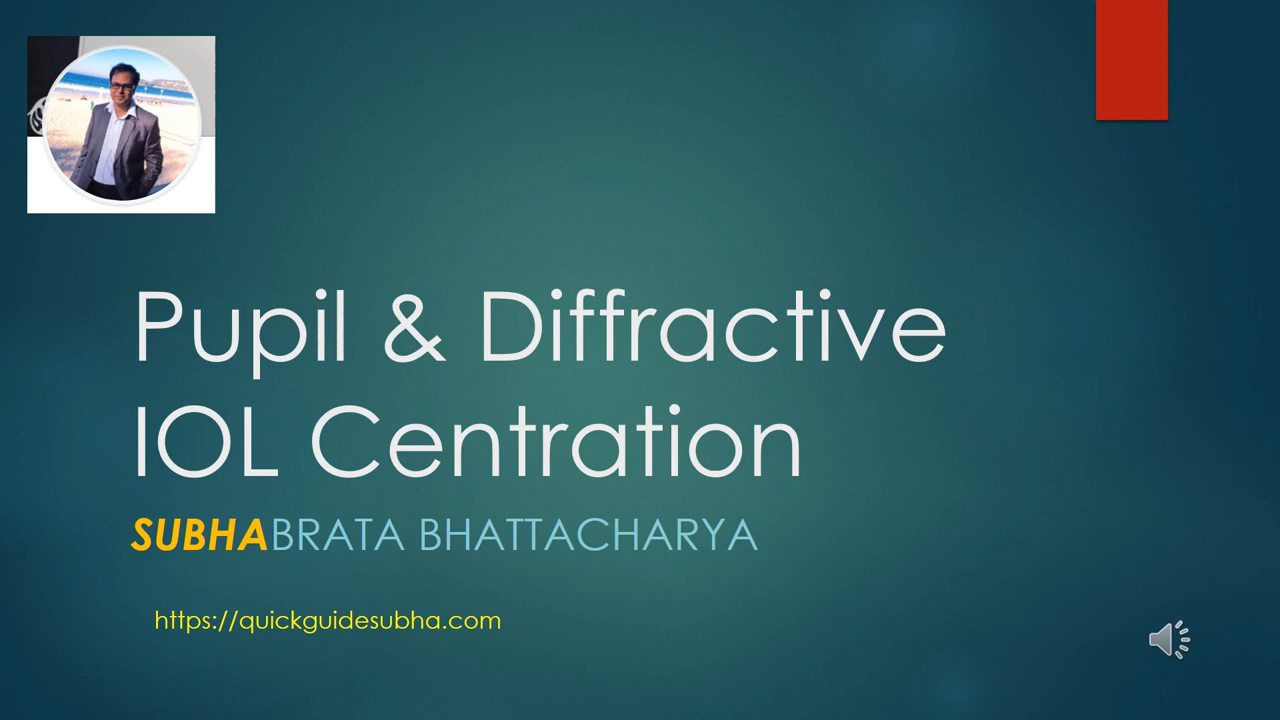 Pupil & Diffractive
IOL Centration
SUBHABRATA BHATTACHARYA
https://quickguidesubha.com